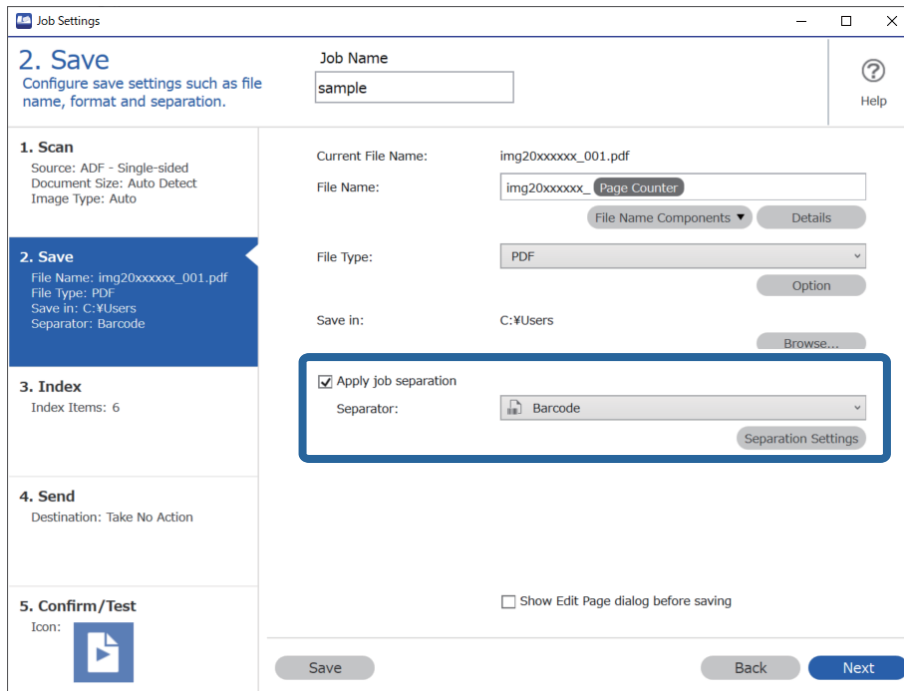 Job Settings
2. Save
Configure save settings such as file
name, format and separation.
Job Name
sample
?
Help
1. Scan
Source: ADF - Single-sided
Document Size: Auto Detect
Image Type: Auto
2. Save
File Name: img20xxxxxx_001.pdf
File Type: PDF
Save in: C:¥Users
Separator: Barcode
3. Index
Index Items: 6
4. Send
Destination: Take No Action
5. Confirm/Test
Icon:
Current File Name: img20xxxxxx_001.pdf
File Name: img20xxxxxx_ Page Counter
File Name Components ▼ Details
File Type: PDF
Option
Save in: C:¥Users
Browse...
Apply job separation
Separator: Barcode
Separation Settings
Show Edit Page dialog before saving
Save Back Next